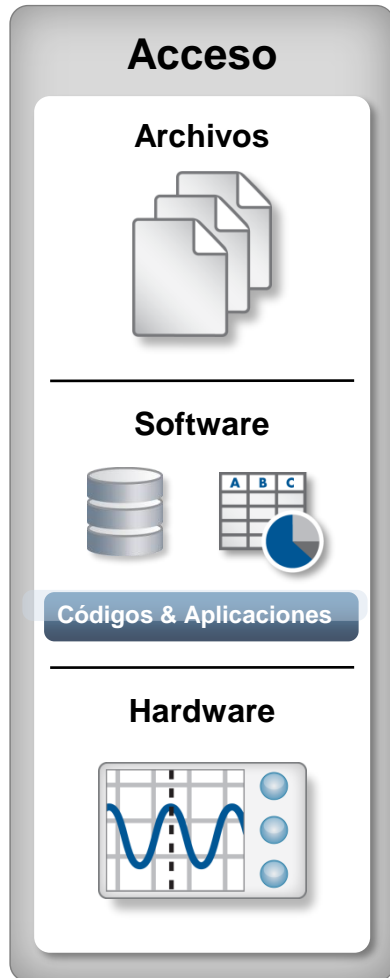 Acceso
Archivos
Software
A B C
Códigos & Aplicaciones
Hardware